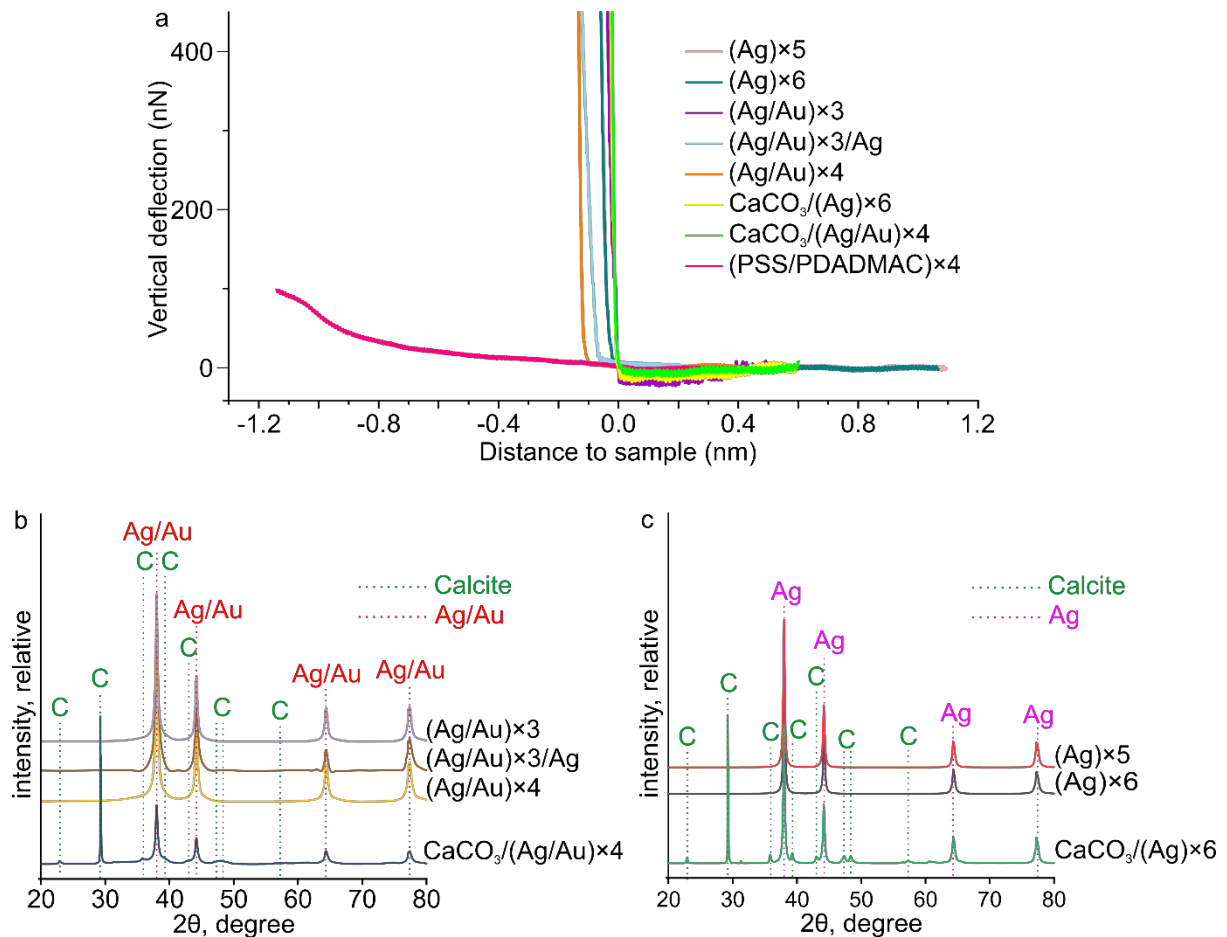 a
400
200
0
Vertical deflection (nN)
-1.2
-0.8
-0.4
0.0
0.4
0.8
1.2
Distance to sample (nm)
(Ag)×5
(Ag)×6
(Ag/Au)×3
(Ag/Au)×3/Ag
(Ag/Au)×4
CaCO₃/(Ag)×6
CaCO₃/(Ag/Au)×4
(PSS/PDADMAC)×4
b
Ag/Au
C C
Calcite
Ag/Au
Ag/Au
C
C
C
C
C
Ag/Au
Ag/Au
(Ag/Au)×3
(Ag/Au)×3/Ag
(Ag/Au)×4
CaCO₃/(Ag/Au)×4
intensity, relative
20 30 40 50 60 70 80
2θ, degree
c
Calcite
Ag
Ag
Ag
C
C
C
C
C
C
C
Ag
Ag
(Ag)×5
(Ag)×6
CaCO₃/(Ag)×6
intensity, relative
20 30 40 50 60 70 80
2θ, degree